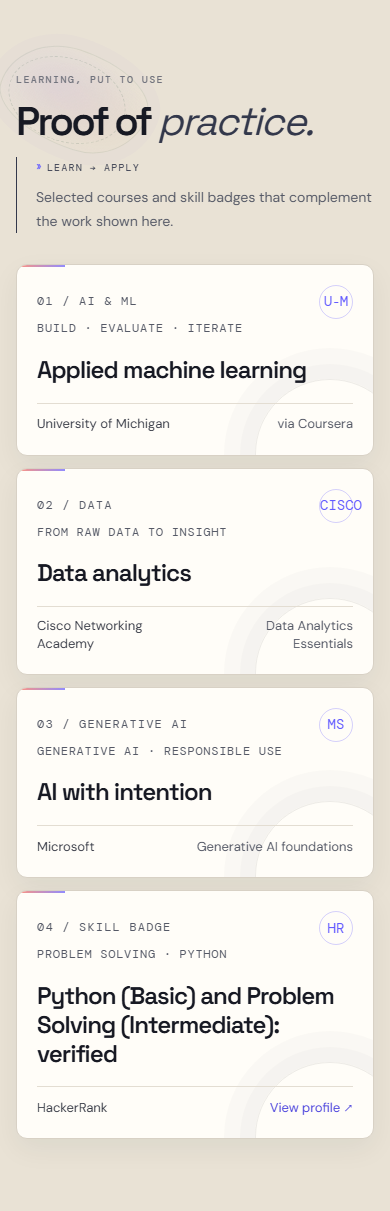 LEARNING, PUT TO USE
Proof of practice.
» LEARN → APPLY
Selected courses and skill badges that complement
the work shown here.
01 / AI & ML
U-M
BUILD · EVALUATE · ITERATE
Applied machine learning
University of Michigan
via Coursera
02 / DATA
CISCO
FROM RAW DATA TO INSIGHT
Data analytics
Cisco Networking
Academy
Data Analytics
Essentials
03 / GENERATIVE AI
MS
GENERATIVE AI · RESPONSIBLE USE
AI with intention
Microsoft
Generative AI foundations
04 / SKILL BADGE
HR
PROBLEM SOLVING · PYTHON
Python (Basic) and Problem
Solving (Intermediate):
verified
HackerRank
View profile ↗